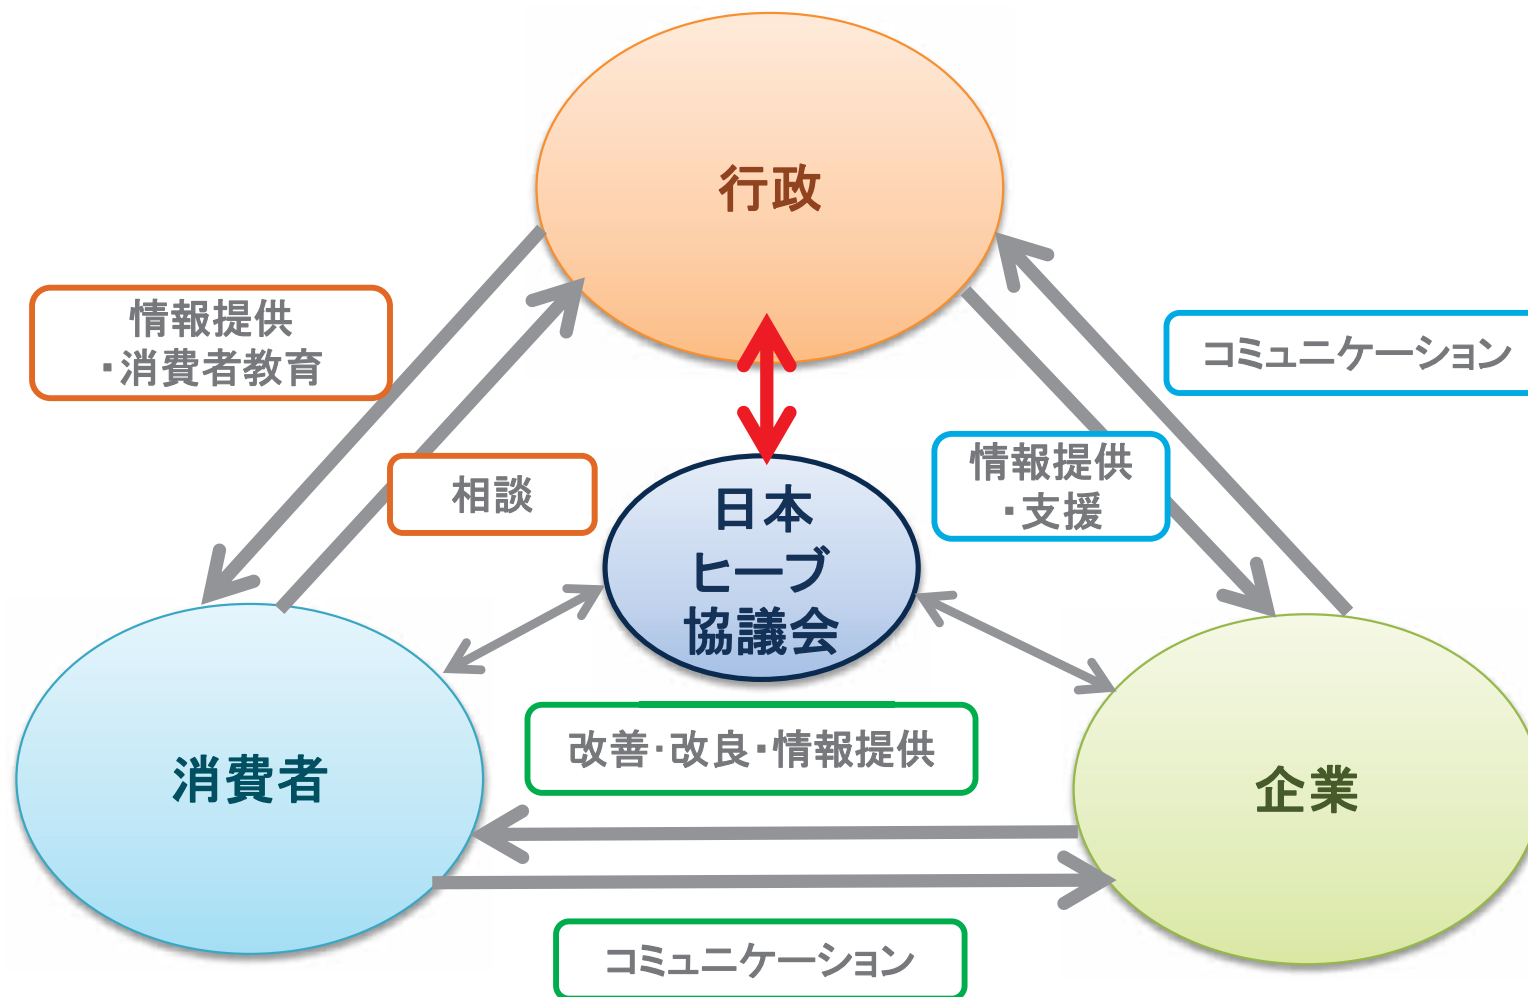 行政
情報提供
・消費者教育
コミュニケーション
相談
情報提供
・支援
日本
ヒーブ
協議会
改善・改良・情報提供
消費者
企業
コミュニケーション